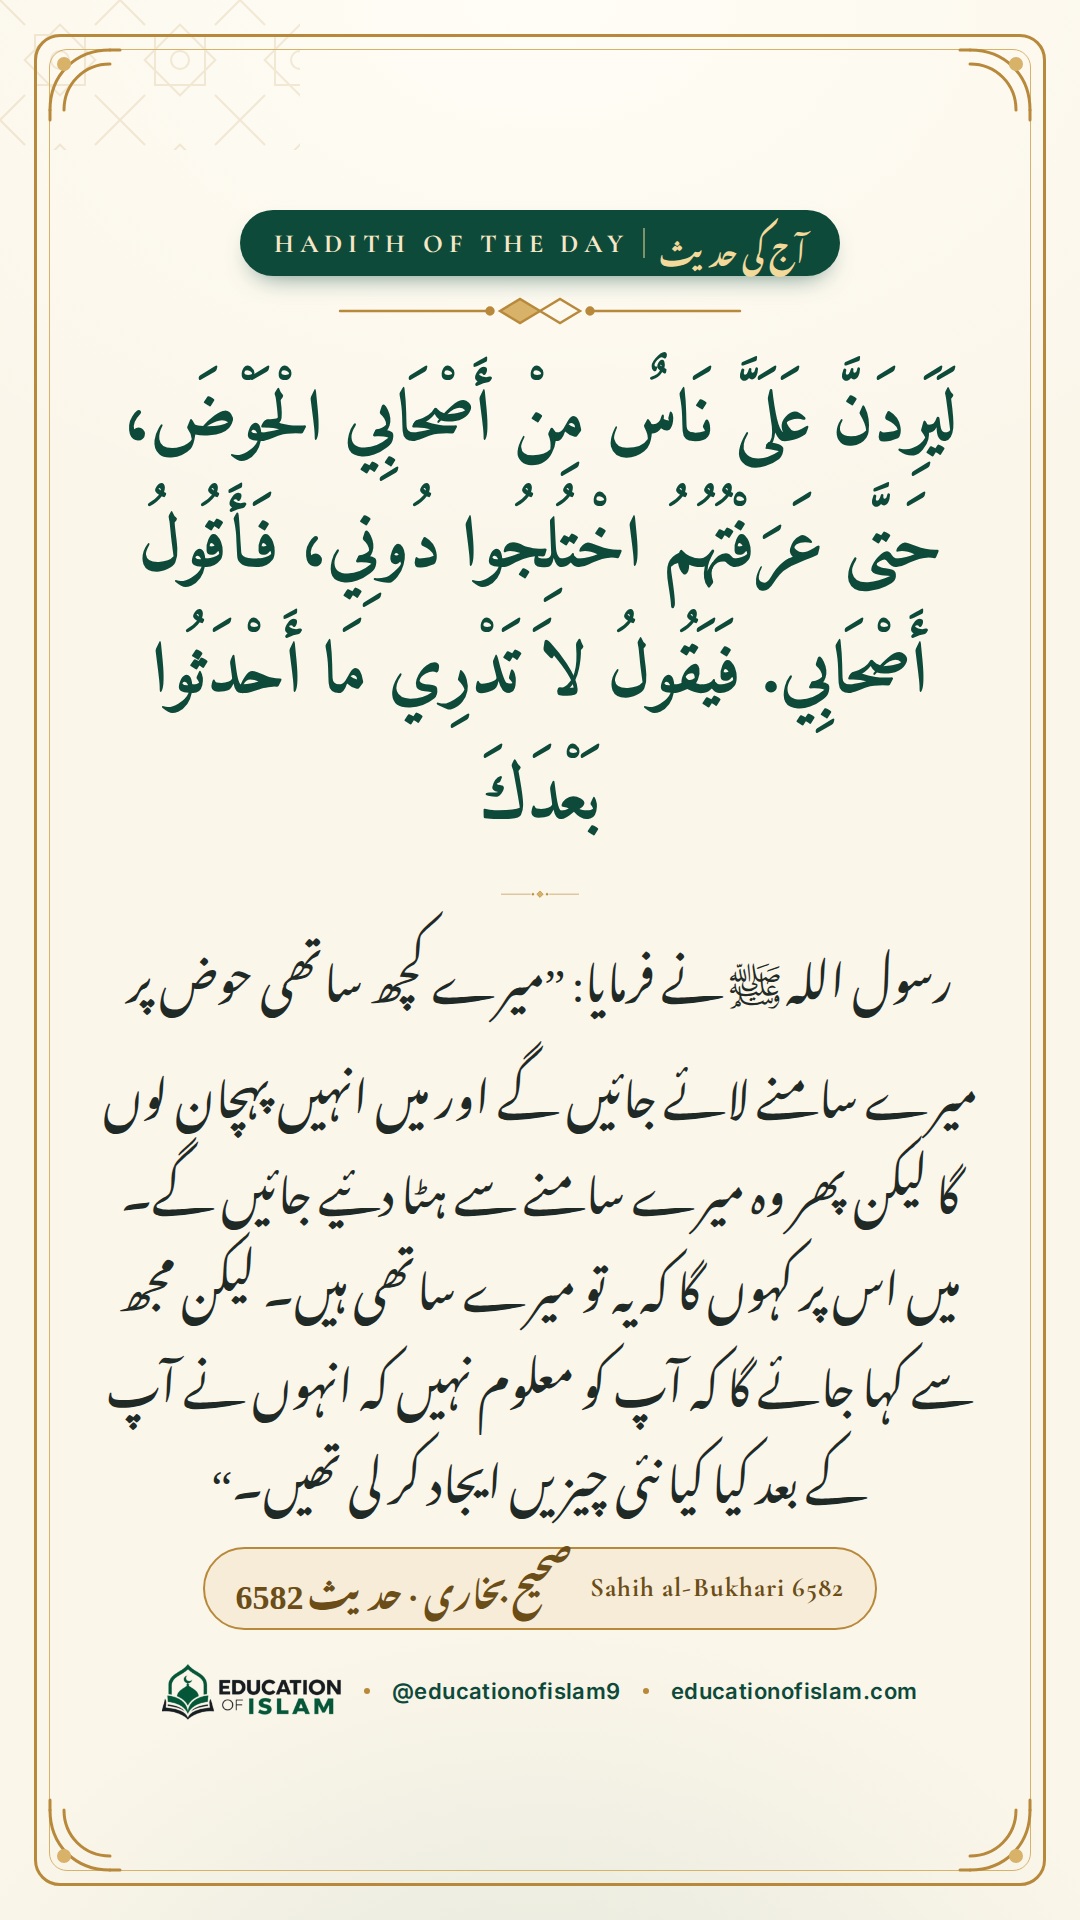 HADITH OF THE DAY | آج کی حدیث
لَيَرِدَنَّ عَلَىَّ نَاسٌ مِنْ أَصْحَابِي الْحَوْضَ،
حَتَّى عَرَفْتُهُمُ اخْتُلِجُوا دُونِي، فَأَقُولُ
أَصْحَابِي. فَيَقُولُ لاَ تَدْرِي مَا أَحْدَثُوا
بَعْدَكَ
رسول اللہ ﷺ نے فرمایا: ”میرے کچھ ساتھی حوض پر
میرے سامنے لائے جائیں گے اور میں انہیں پہچان لوں
گا لیکن پھر وہ میرے سامنے سے ہٹا دئیے جائیں گے۔
میں اس پر کہوں گا کہ یہ تو میرے ساتھی ہیں۔ لیکن مجھ
سے کہا جائے گا کہ آپ کو معلوم نہیں کہ انہوں نے آپ
کے بعد کیا کیا نئی چیزیں ایجاد کر لی تھیں۔“
صحیح بخاری · حدیث 6582 Sahih al-Bukhari 6582
EDUCATION OF ISLAM • @educationofislam9 • educationofislam.com